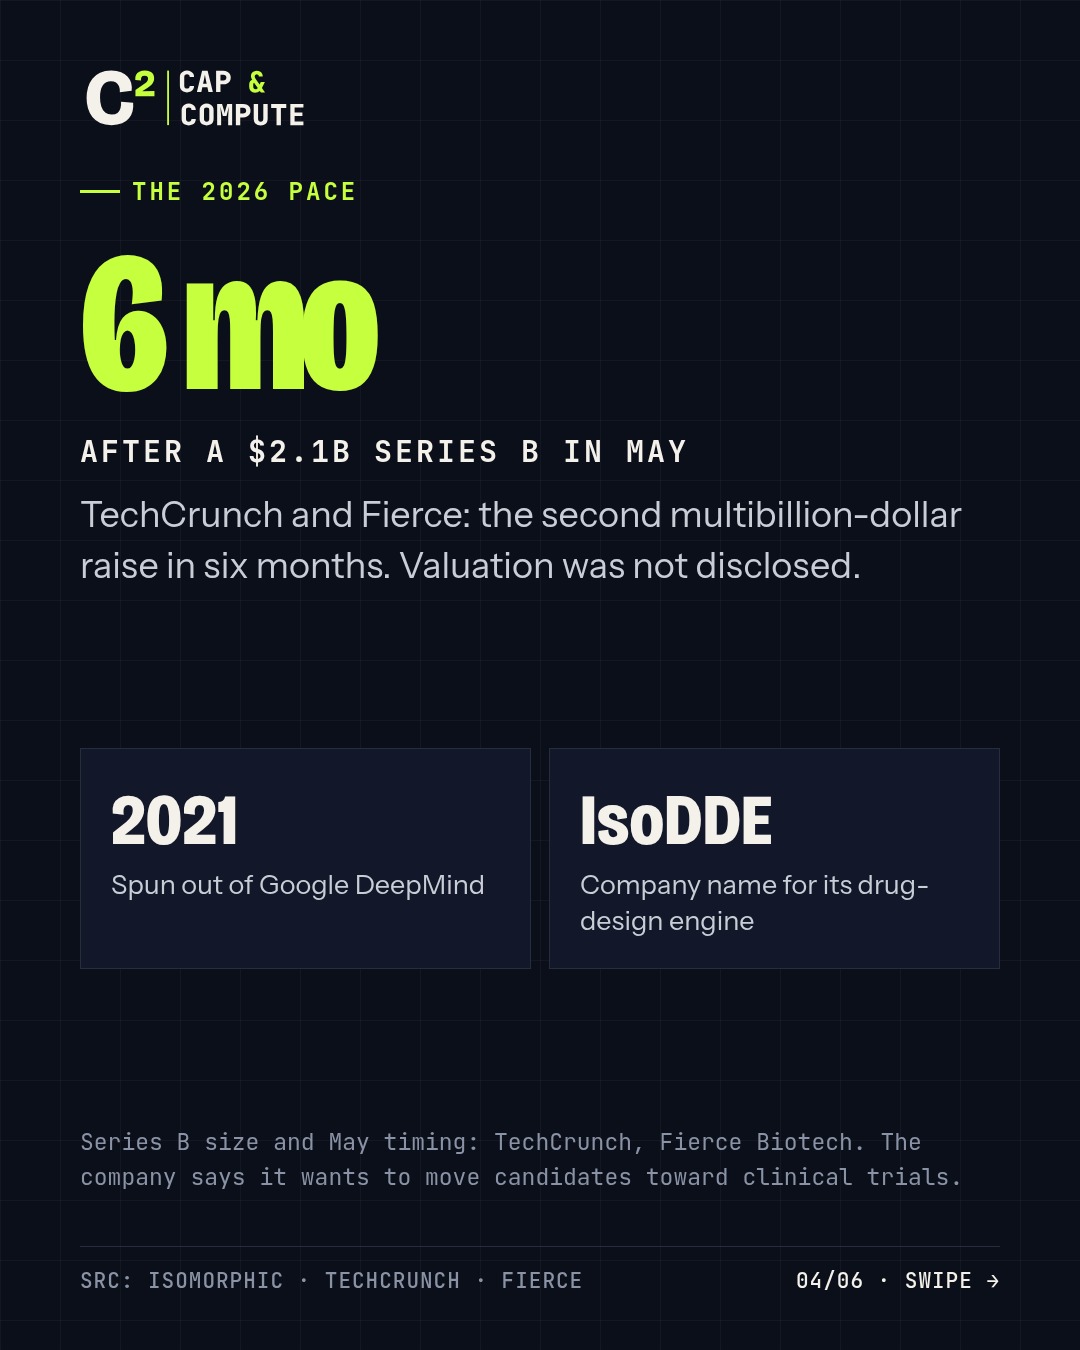 C² CAP &
COMPUTE
THE 2026 PACE
6 mo
AFTER A $2.1B SERIES B IN MAY
TechCrunch and Fierce: the second multibillion-dollar
raise in six months. Valuation was not disclosed.
2021
Spun out of Google DeepMind
IsoDDE
Company name for its drug-
design engine
Series B size and May timing: TechCrunch, Fierce Biotech. The
company says it wants to move candidates toward clinical trials.
SRC: ISOMORPHIC · TECHCRUNCH · FIERCE
04/06 · SWIPE →